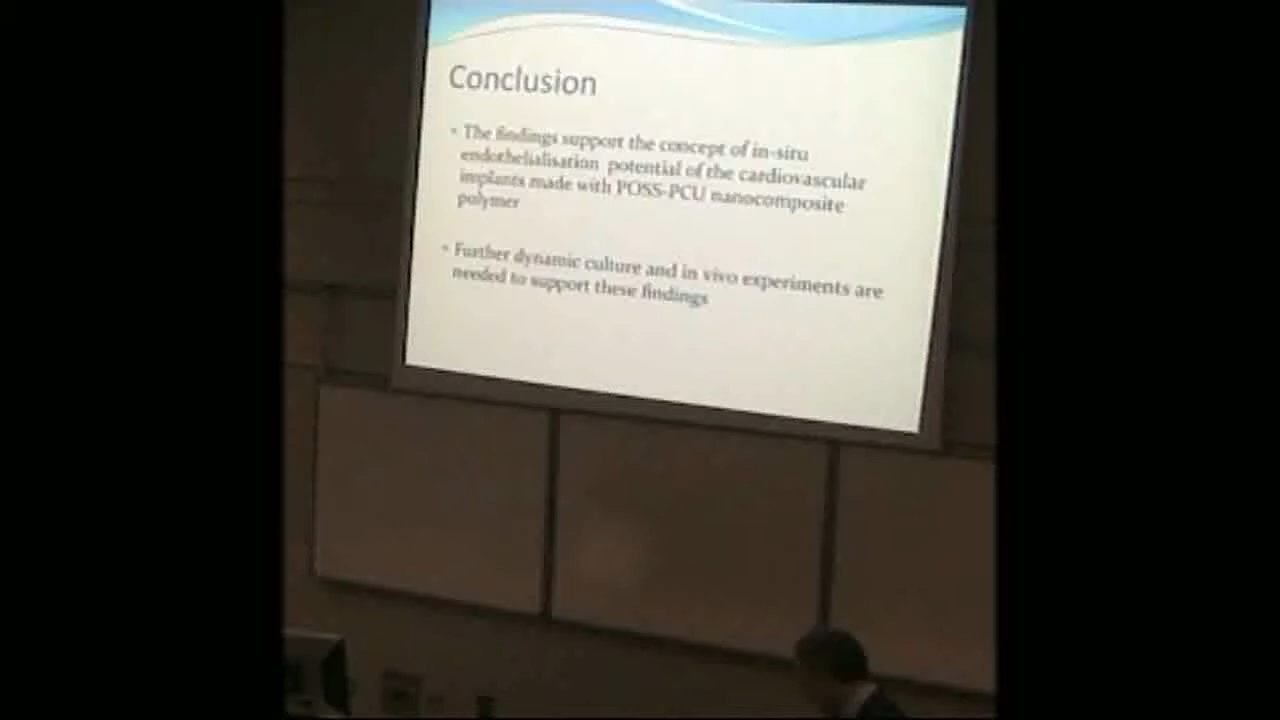 Conclusion
• The findings support the concept of in-situ
endothelialisation potential of the cardiovascular
implants made with POSS-PCU nanocomposite
polymer
• Further dynamic culture and in vivo experiments are
needed to support these findings